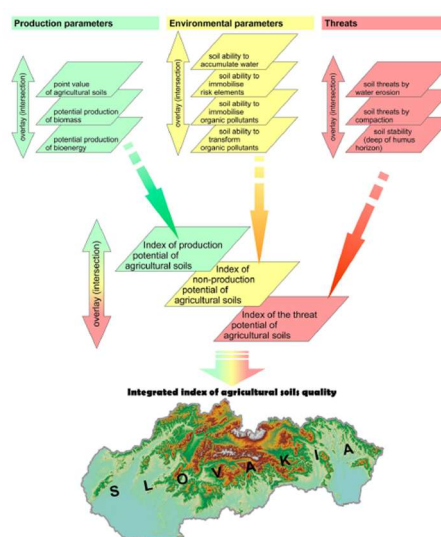 Production parameters
Environmental parameters
Threats
overlay (intersection)
point value
of agricultural soils
potential production
of biomass
potential production
of bioenergy
overlay (intersection)
soil ability to
accumulate water
soil ability to
immobilise
risk elements
soil ability to
immobilise
organic pollutants
soil ability to
transform
organic pollutants
overlay (intersection)
soil threats by
water erosion
soil threats by
compaction
soil stability
(deep of humus
horizon)
overlay (intersection)
Index of production
potential of
agricultural soils
Index of
non-production
potential of
agricultural soils
Index of the threat
potential of
agricultural soils
Integrated index of agricultural soils quality
SLOVAKIA